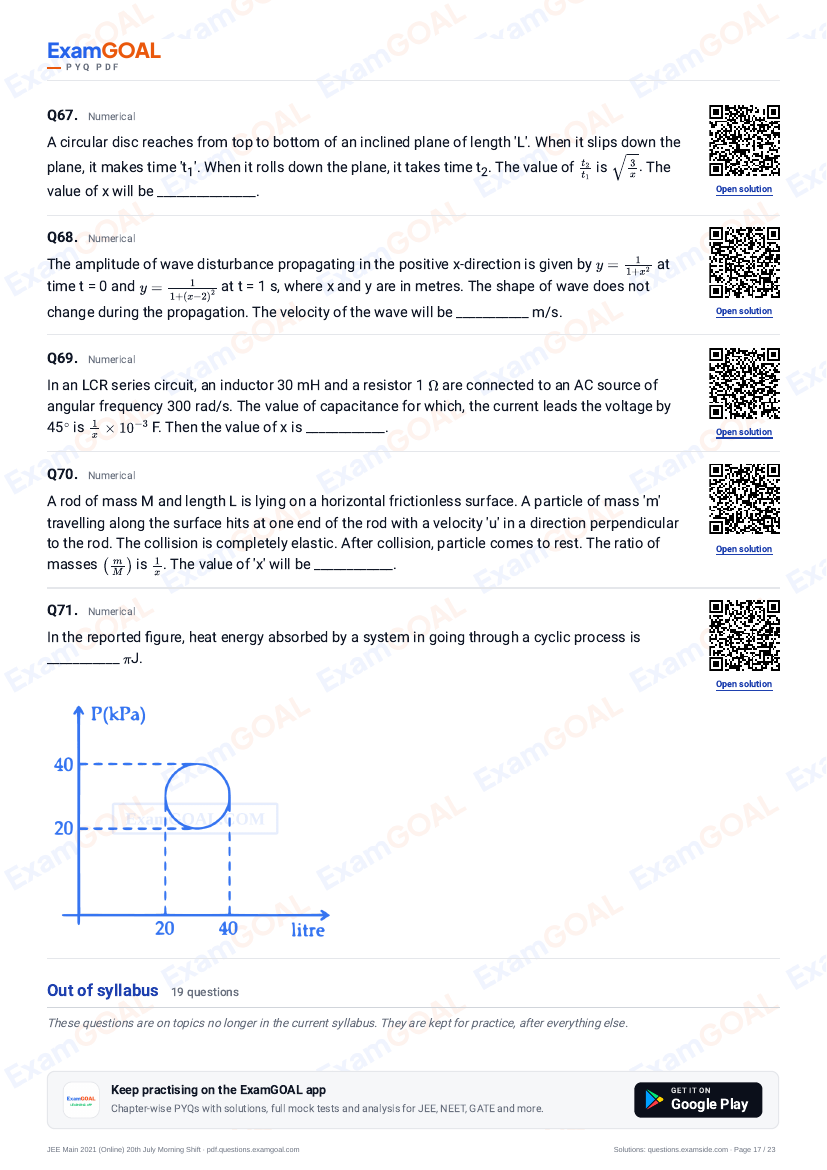 ExamGOAL
PYQ PDF
Q67. Numerical
A circular disc reaches from top to bottom of an inclined plane of length 'L'. When it slips down the
plane, it makes time 't₁'. When it rolls down the plane, it takes time t₂. The value of t₂/t₁ is √(3/x). The
value of x will be _______________.
Open solution
Q68. Numerical
The amplitude of wave disturbance propagating in the positive x-direction is given by y = 1/(1+x²) at
time t = 0 and y = 1/(1+(x−2)²) at t = 1 s, where x and y are in metres. The shape of wave does not
change during the propagation. The velocity of the wave will be ___________ m/s.
Open solution
Q69. Numerical
In an LCR series circuit, an inductor 30 mH and a resistor 1 Ω are connected to an AC source of
angular frequency 300 rad/s. The value of capacitance for which, the current leads the voltage by
45° is 1/x × 10⁻³ F. Then the value of x is ____________.
Open solution
Q70. Numerical
A rod of mass M and length L is lying on a horizontal frictionless surface. A particle of mass 'm'
travelling along the surface hits at one end of the rod with a velocity 'u' in a direction perpendicular
to the rod. The collision is completely elastic. After collision, particle comes to rest. The ratio of
masses (m/M) is 1/x. The value of 'x' will be ____________.
Open solution
Q71. Numerical
In the reported figure, heat energy absorbed by a system in going through a cyclic process is
___________ πJ.
Open solution
P(kPa)
40
ExamGOAL.COM
20
20 40 litre
Out of syllabus 19 questions
These questions are on topics no longer in the current syllabus. They are kept for practice, after everything else.
ExamGOAL
Keep practising on the ExamGOAL app
Chapter-wise PYQs with solutions, full mock tests and analysis for JEE, NEET, GATE and more.
GET IT ON
Google Play
JEE Main 2021 (Online) 20th July Morning Shift · pdf.questions.examgoal.com
Solutions: questions.examside.com · Page 17 / 23